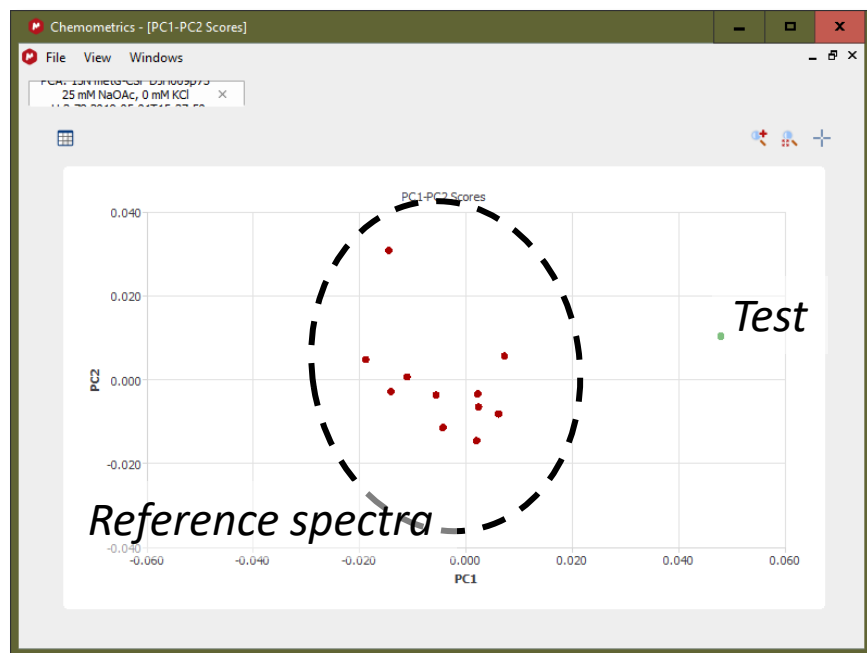 Chemometrics - [PC1-PC2 Scores]
File View Windows
25 mM NaOAc, 0 mM KCl
PC1-PC2 Scores
0.040
0.020
Test
PC2
0.000
-0.020
Reference spectra
-0.040
-0.060 -0.040 -0.020 0.000 0.020 0.040 0.060
PC1